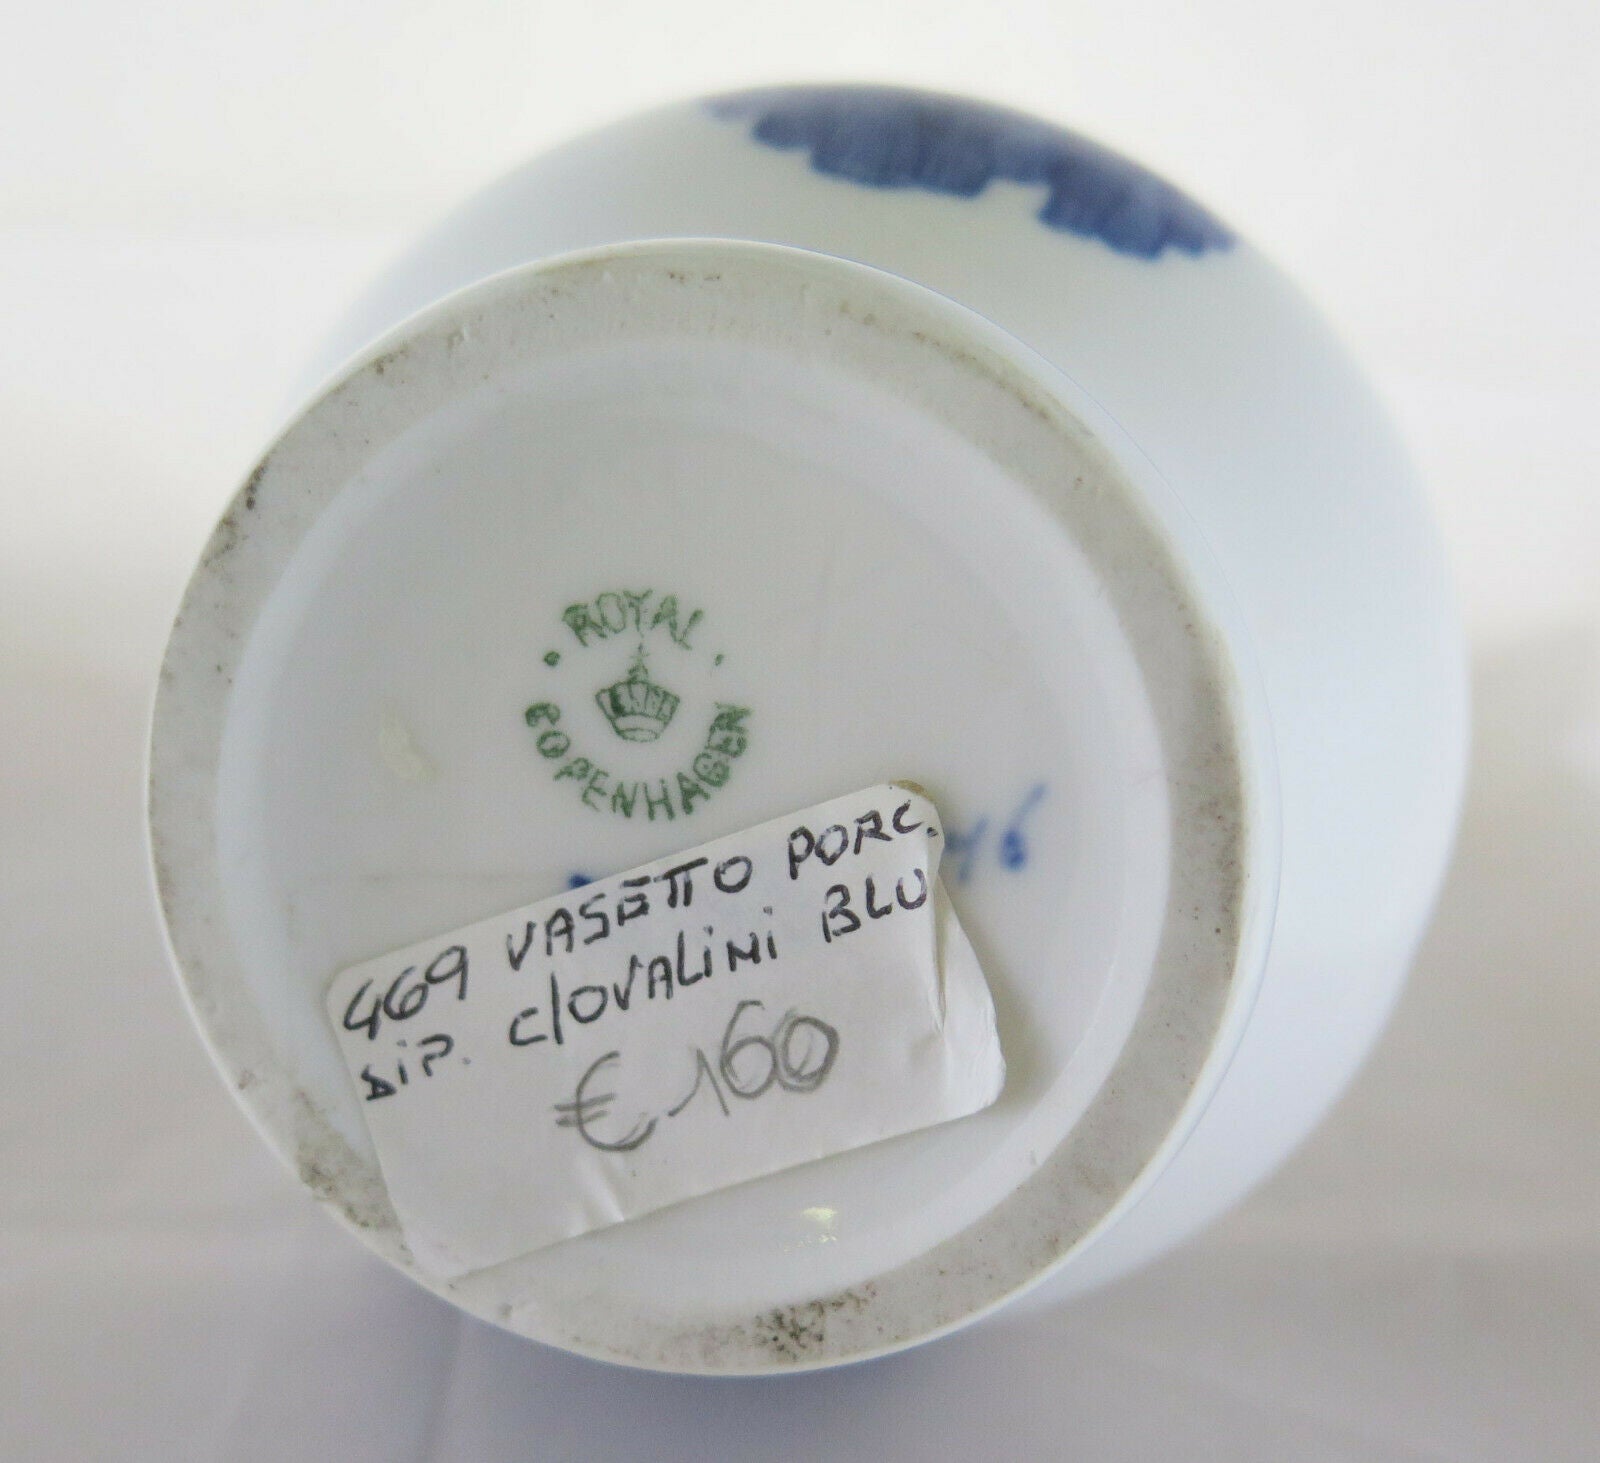 ROYAL
COPENHAGEN
469 VASETTO PORC.
DIP. C/OVALINI BLU
€ 160